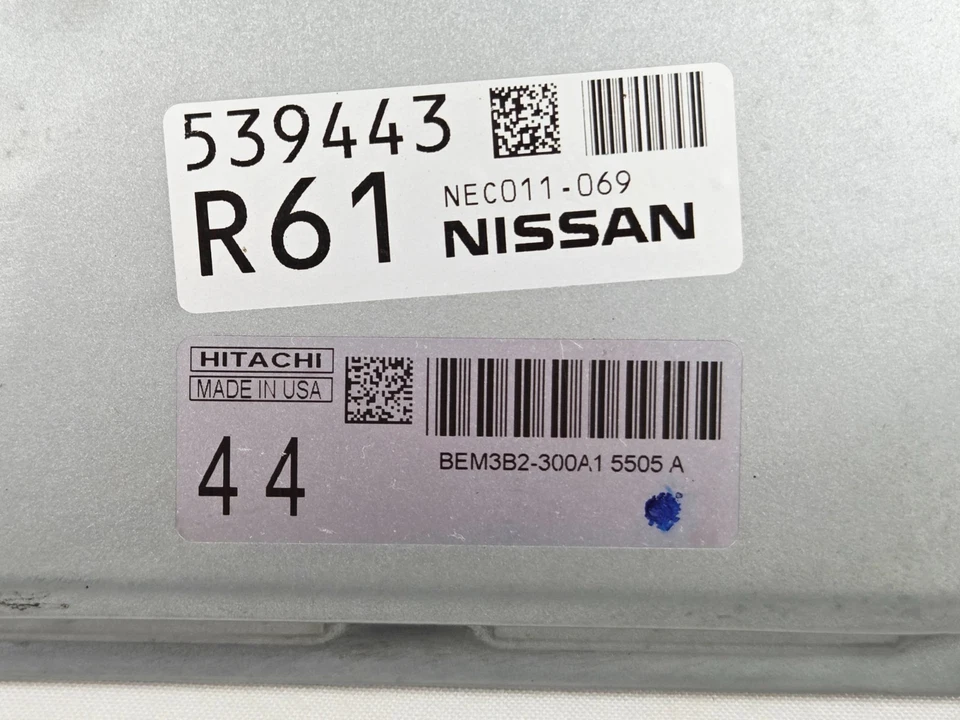 539443
R61
NEC011-069
NISSAN
HITACHI
MADE IN USA
44
BEM3B2-300A1 5505 A